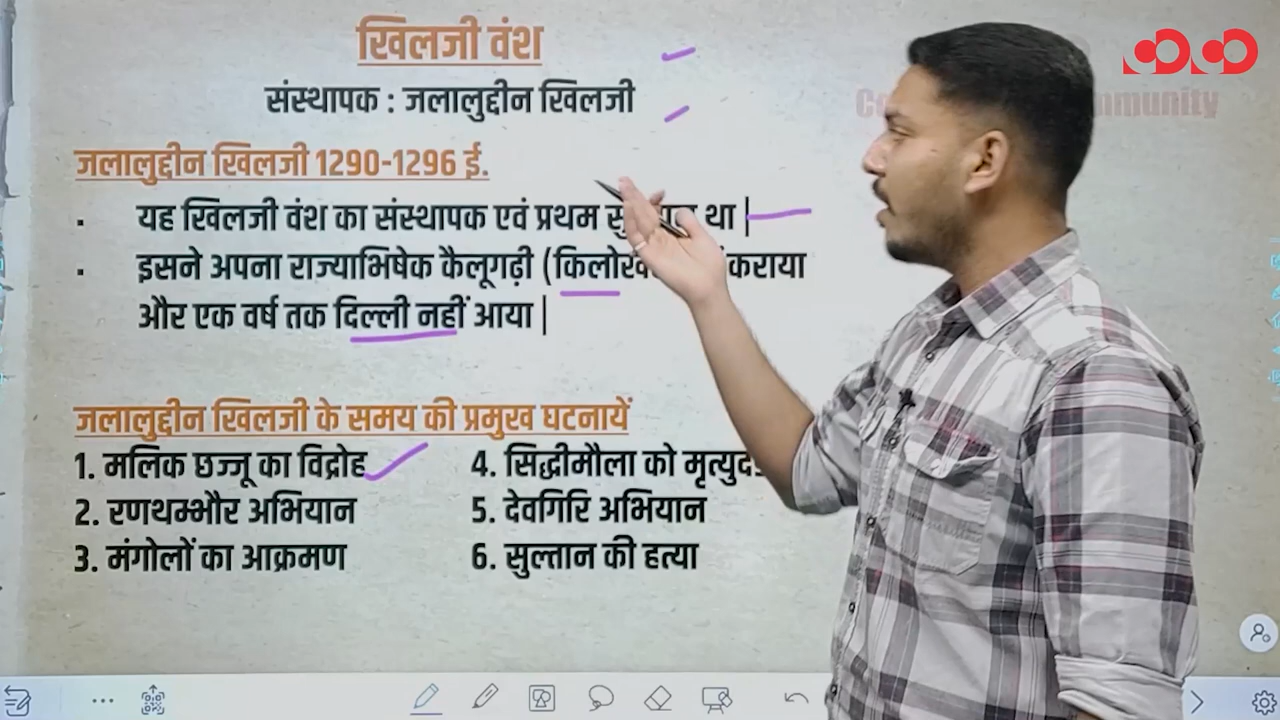 खिलजी वंश
संस्थापक : जलालुद्दीन खिलजी
जलालुद्दीन खिलजी 1290-1296 ई.
· यह खिलजी वंश का संस्थापक एवं प्रथम था |
· इसने अपना राज्याभिषेक कैलूगढ़ी कराया
और एक वर्ष तक दिल्ली नहीं आया |
जलालुद्दीन खिलजी के समय की प्रमुख घटनायें
1. मलिक छज्जू का विद्रोह
2. रणथम्भौर अभियान
3. मंगोलों का आक्रमण
4. सिद्धीमौला को
5. देवगिरि अभियान
6. सुल्तान की हत्या